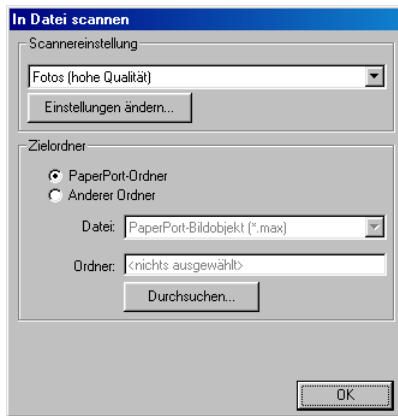 In Datei scannen
Scannereinstellung
Fotos (hohe Qualität)
Einstellungen ändern...
Zielordner
PaperPort-Ordner
Anderer Ordner
Datei: PaperPort-Bildobjekt (*.max)
Ordner: <nichts ausgewählt>
Durchsuchen...
OK